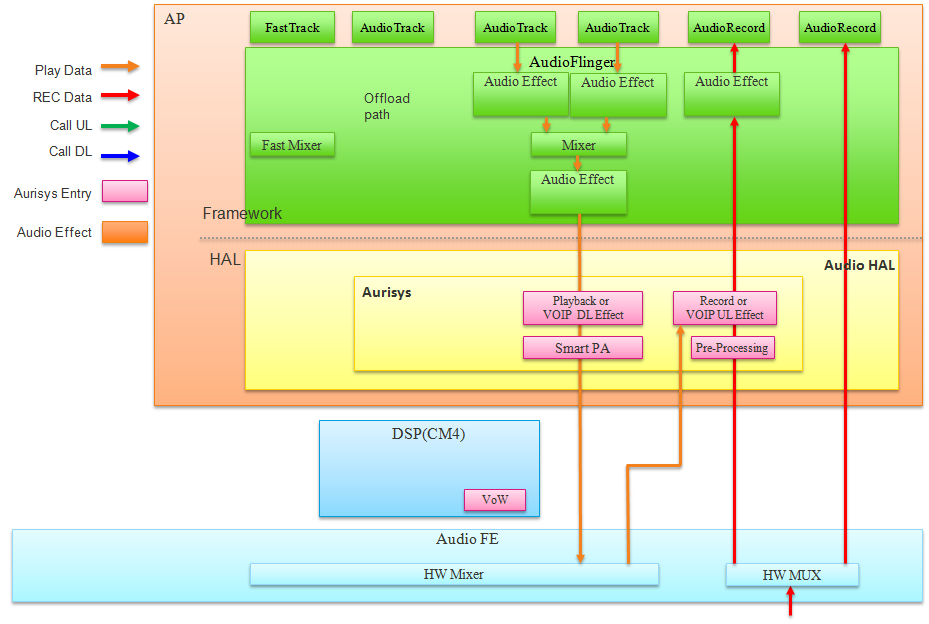 AP
FastTrack
AudioTrack
AudioTrack
AudioTrack
AudioRecord
AudioRecord
Play Data
REC Data
Call UL
Call DL
Aurisys Entry
Audio Effect
AudioFlinger
Audio Effect
Audio Effect
Audio Effect
Offload
path
Fast Mixer
Mixer
Audio Effect
Framework
HAL
Audio HAL
Aurisys
Playback or
VOIP DL Effect
Record or
VOIP UL Effect
Smart PA
Pre-Processing
DSP(CM4)
VoW
Audio FE
HW Mixer
HW MUX